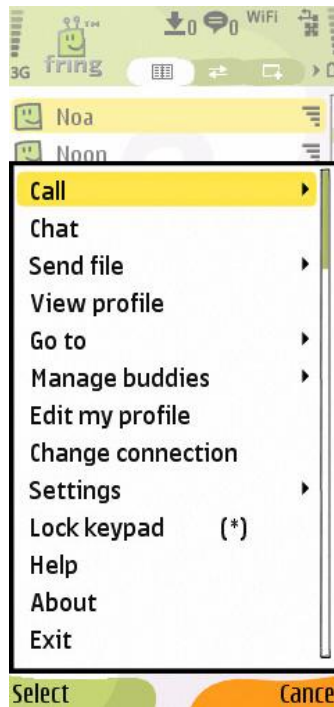 0 0 WiFi
3G fring™
Noa
Noon
Call
Chat
Send file
View profile
Go to
Manage buddies
Edit my profile
Change connection
Settings
Lock keypad (*)
Help
About
Exit
Select Cance